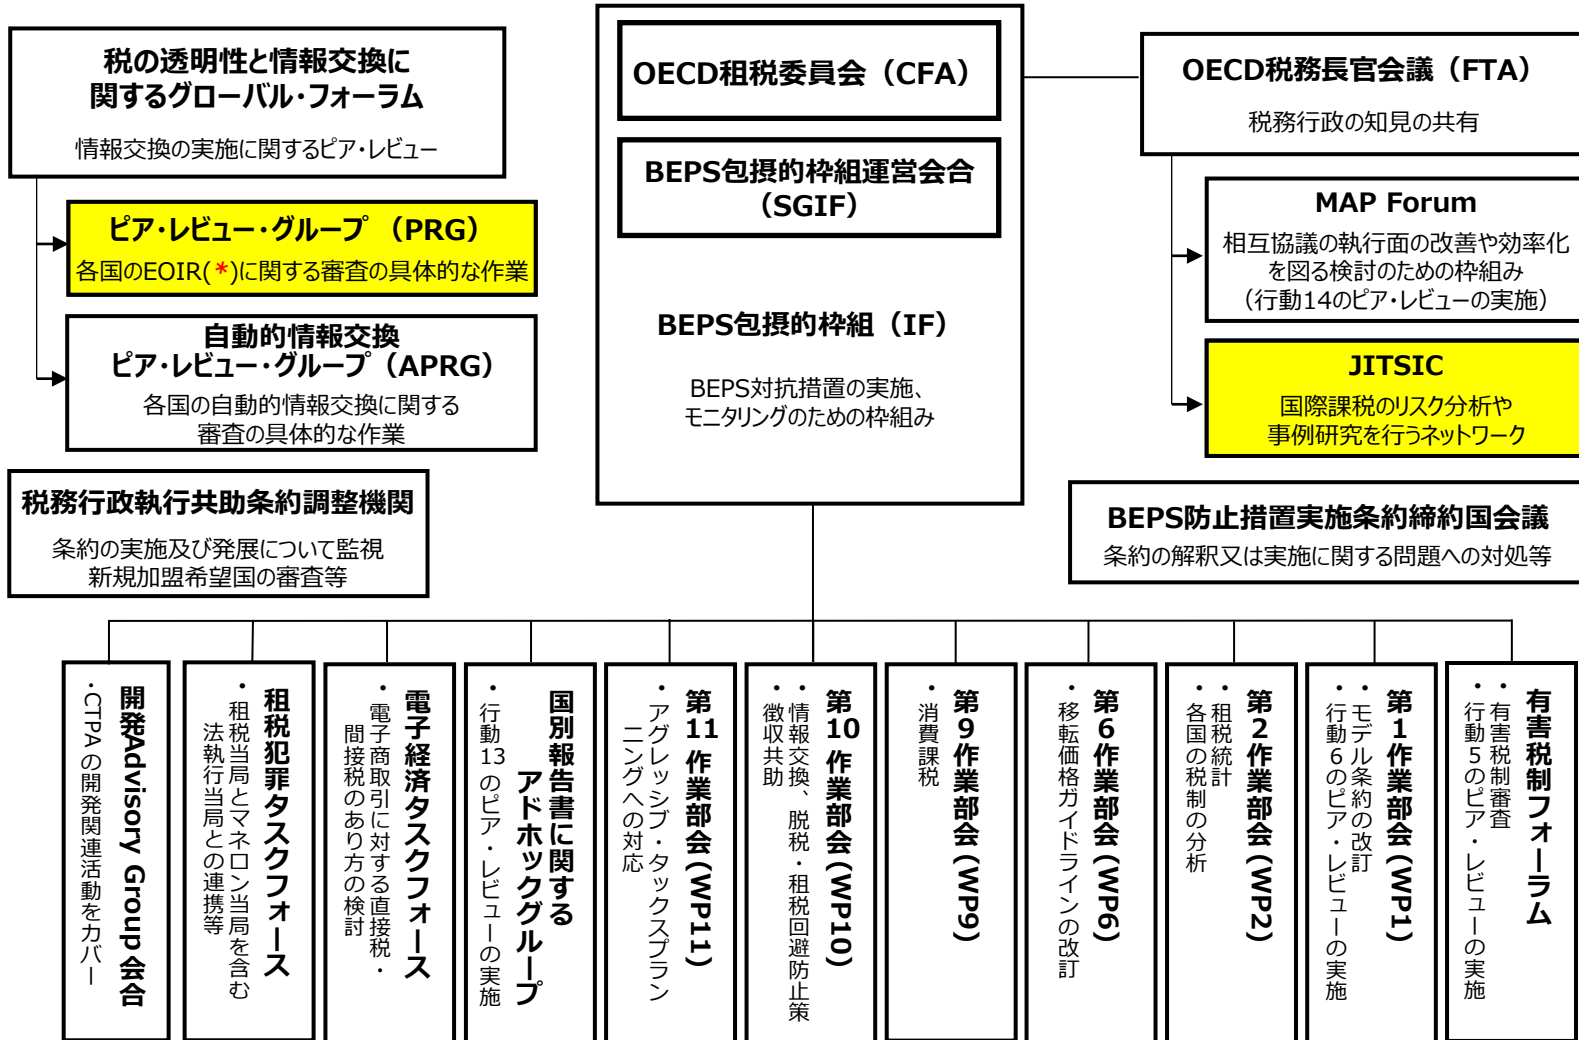 税の透明性と情報交換に
関するグローバル・フォーラム
情報交換の実施に関するピア・レビュー
ピア・レビュー・グループ （PRG）
各国のEOIR(*)に関する審査の具体的な作業
自動的情報交換
ピア・レビュー・グループ（APRG）
各国の自動的情報交換に関する
審査の具体的な作業
税務行政執行共助条約調整機関
条約の実施及び発展について監視
新規加盟希望国の審査等
OECD租税委員会（CFA）
BEPS包摂的枠組運営会合
（SGIF）
BEPS包摂的枠組（IF）
BEPS対抗措置の実施、
モニタリングのための枠組み
OECD税務長官会議（FTA）
税務行政の知見の共有
MAP Forum
相互協議の執行面の改善や効率化
を図る検討のための枠組み
（行動14のピア・レビューの実施）
JITSIC
国際課税のリスク分析や
事例研究を行うネットワーク
BEPS防止措置実施条約締約国会議
条約の解釈又は実施に関する問題への対処等
有害税制フォーラム
・有害税制審査
・行動5のピア・レビューの実施
第1作業部会(WP1)
・モデル条約の改訂
・行動6のピア・レビューの実施
第2作業部会(WP2)
・租税統計
・各国の税制の分析
第6作業部会(WP6)
・移転価格ガイドラインの改訂
第9作業部会(WP9)
・消費課税
第10作業部会(WP10)
・情報交換、脱税・租税回避防止策
・徴収共助
第11作業部会(WP11)
・アグレッシブ・タックスプラン
ニングへの対応
国別報告書に関する
アドホックグループ
・行動13のピア・レビューの実施
電子経済タスクフォース
・電子商取引に対する直接税・
間接税のあり方の検討
租税犯罪タスクフォース
・租税当局とマネロン当局を含む
法執行当局との連携等
開発Advisory Group会合
・CTPAの開発関連活動をカバー